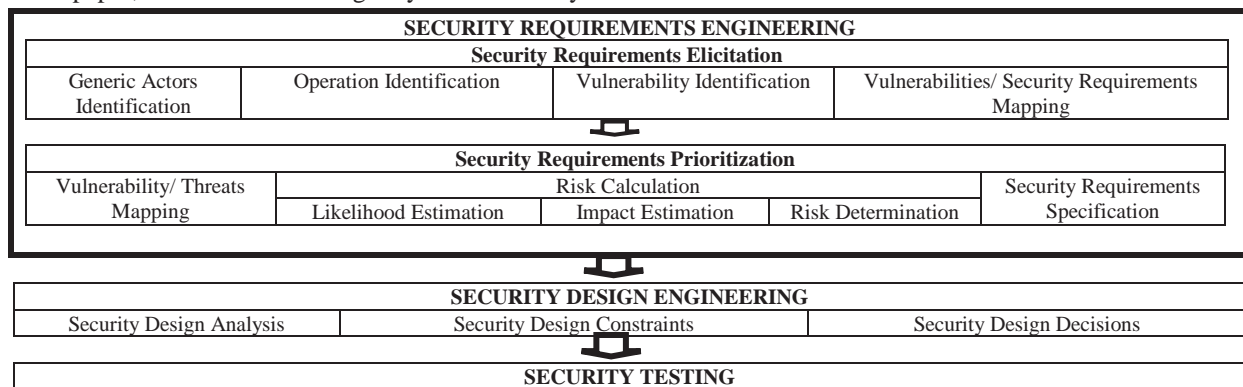 SECURITY REQUIREMENTS ENGINEERING
Security Requirements Elicitation
Generic Actors
Identification
Operation Identification
Vulnerability Identification
Vulnerabilities/ Security Requirements
Mapping
Security Requirements Prioritization
Vulnerability/ Threats
Mapping
Risk Calculation
Likelihood Estimation
Impact Estimation
Risk Determination
Security Requirements
Specification
SECURITY DESIGN ENGINEERING
Security Design Analysis
Security Design Constraints
Security Design Decisions
SECURITY TESTING